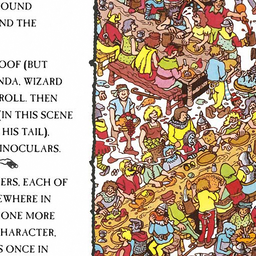 OUND
ND THE
OOF (BUT
NDA, WIZARD
ROLL. THEN
IN THIS SCENE
HIS TAIL).
INOCULARS.
ERS, EACH OF
EWHERE IN
ONE MORE
HARACTER,
S ONCE IN